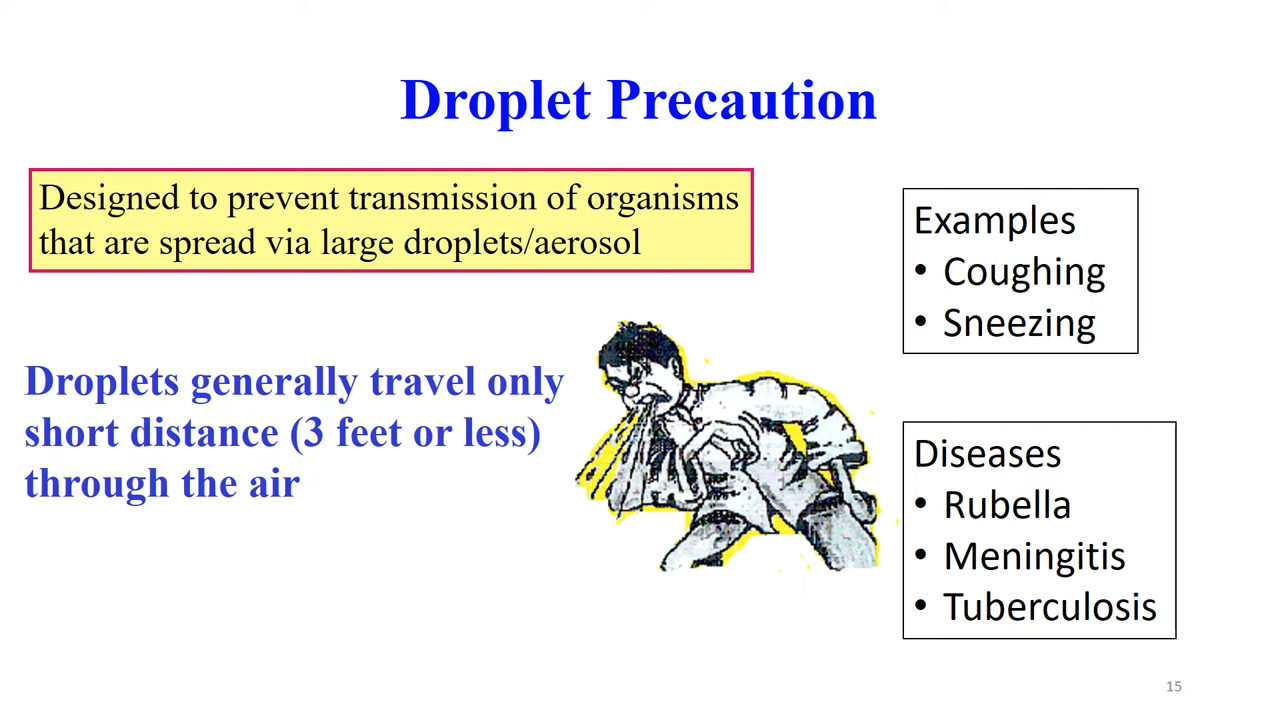 Droplet Precaution
Designed to prevent transmission of organisms
that are spread via large droplets/aerosol
Droplets generally travel only
short distance (3 feet or less)
through the air
Examples
• Coughing
• Sneezing
Diseases
• Rubella
• Meningitis
• Tuberculosis
15